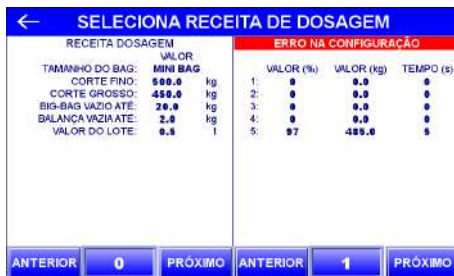 ← SELECIONA RECEITA DE DOSAGEM
RECEITA DOSAGEM
VALOR
TAMANHO DO BAG: MINI BAG
CORTE FINO: 500.0 kg
CORTE GROSSO: 450.0 kg
BIG-BAG VAZIO ATÉ: 20.0 kg
BALANÇA VAZIA ATÉ: 2.0 kg
VALOR DO LOTE: 0.5 t
ERRO NA CONFIGURAÇÃO
VALOR (%) VALOR (kg) TEMPO (s)
1: 0 0.0 0
2: 0 0.0 0
3: 0 0.0 0
4: 0 0.0 0
5: 97 485.0 5
ANTERIOR 0 PRÓXIMO ANTERIOR 1 PRÓXIMO